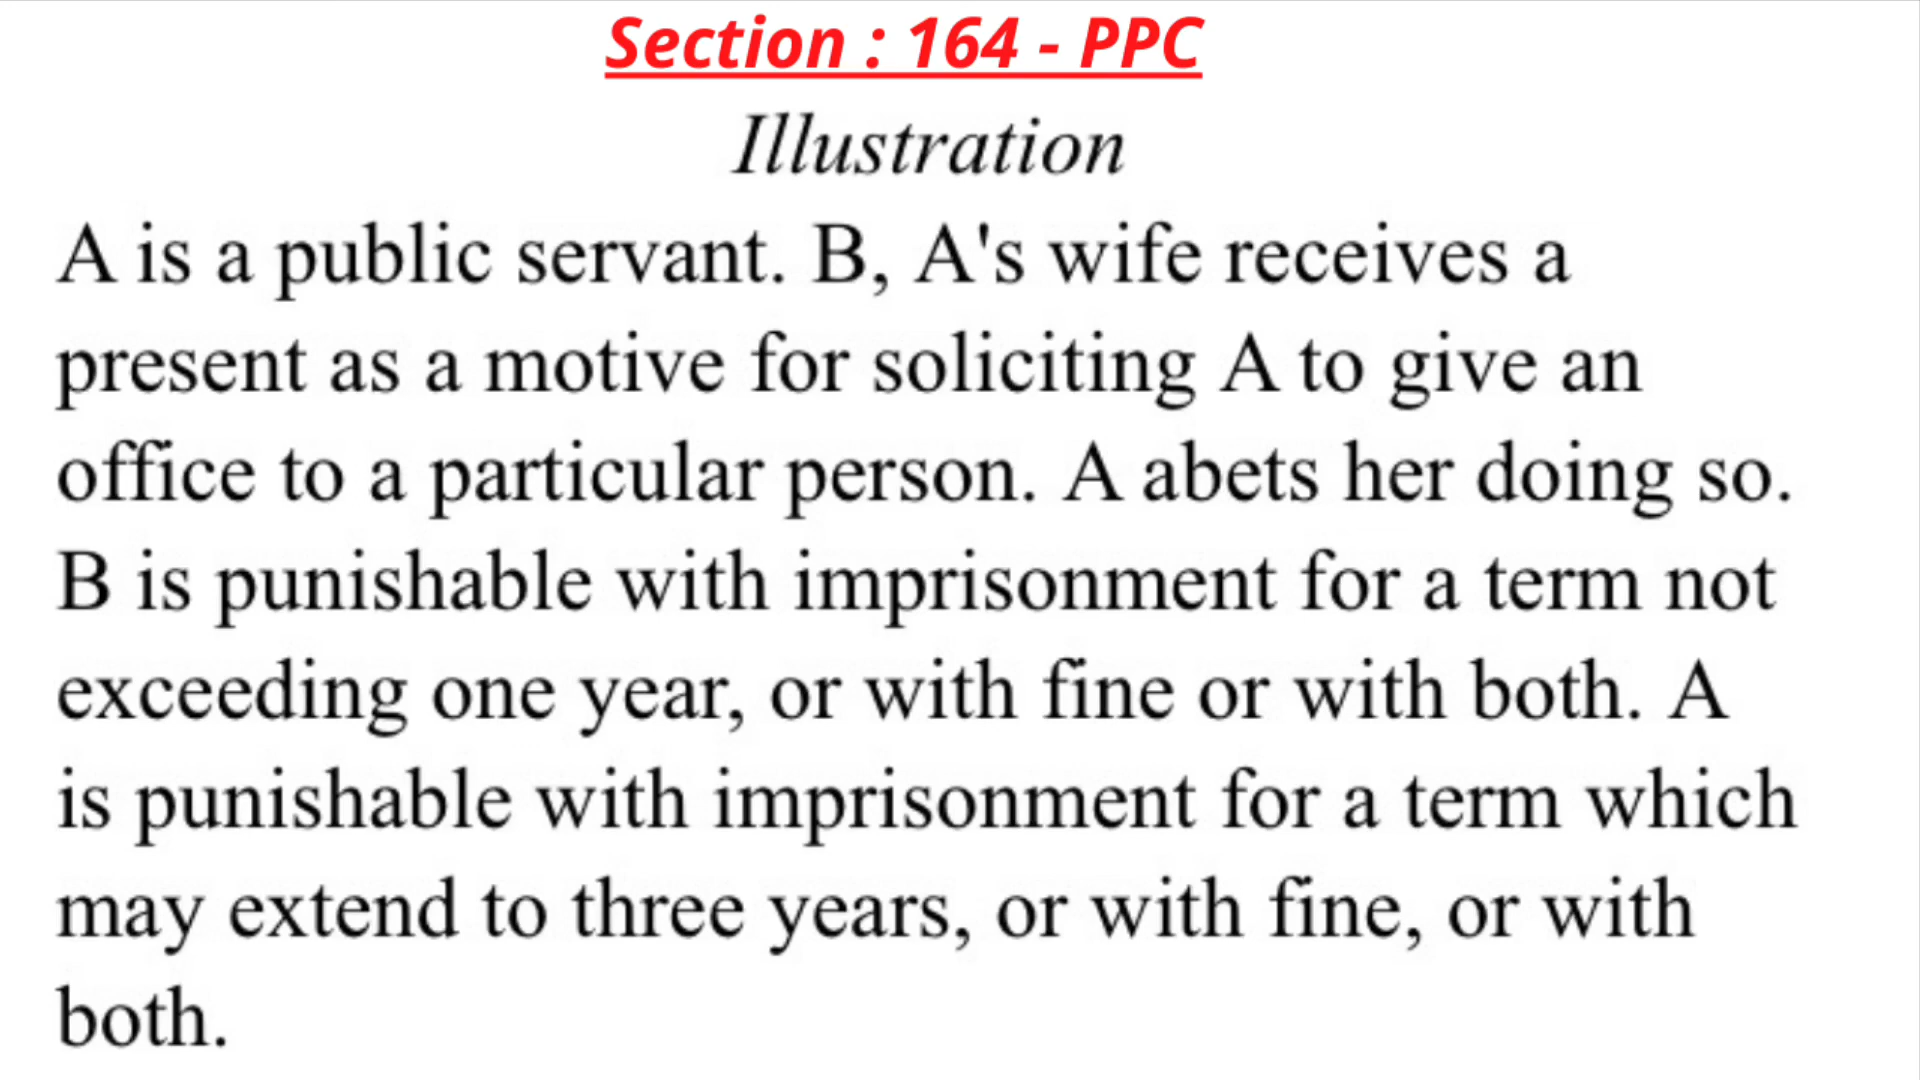 Section : 164 - PPC
Illustration
A is a public servant. B, A's wife receives a
present as a motive for soliciting A to give an
office to a particular person. A abets her doing so.
B is punishable with imprisonment for a term not
exceeding one year, or with fine or with both. A
is punishable with imprisonment for a term which
may extend to three years, or with fine, or with
both.